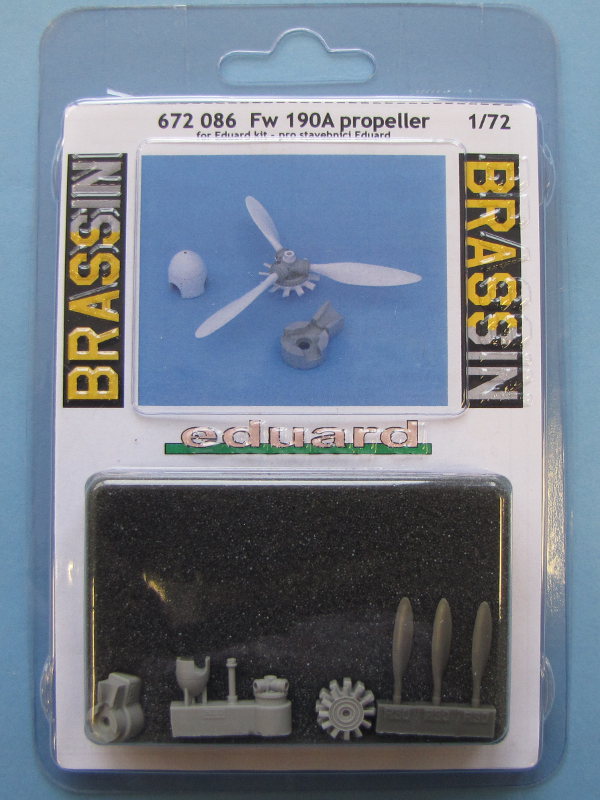 672 086 Fw 190A propeller 1/72
for Eduard kit - pro stavebnici Eduard
BRASSIN
BRASSIN
eduard